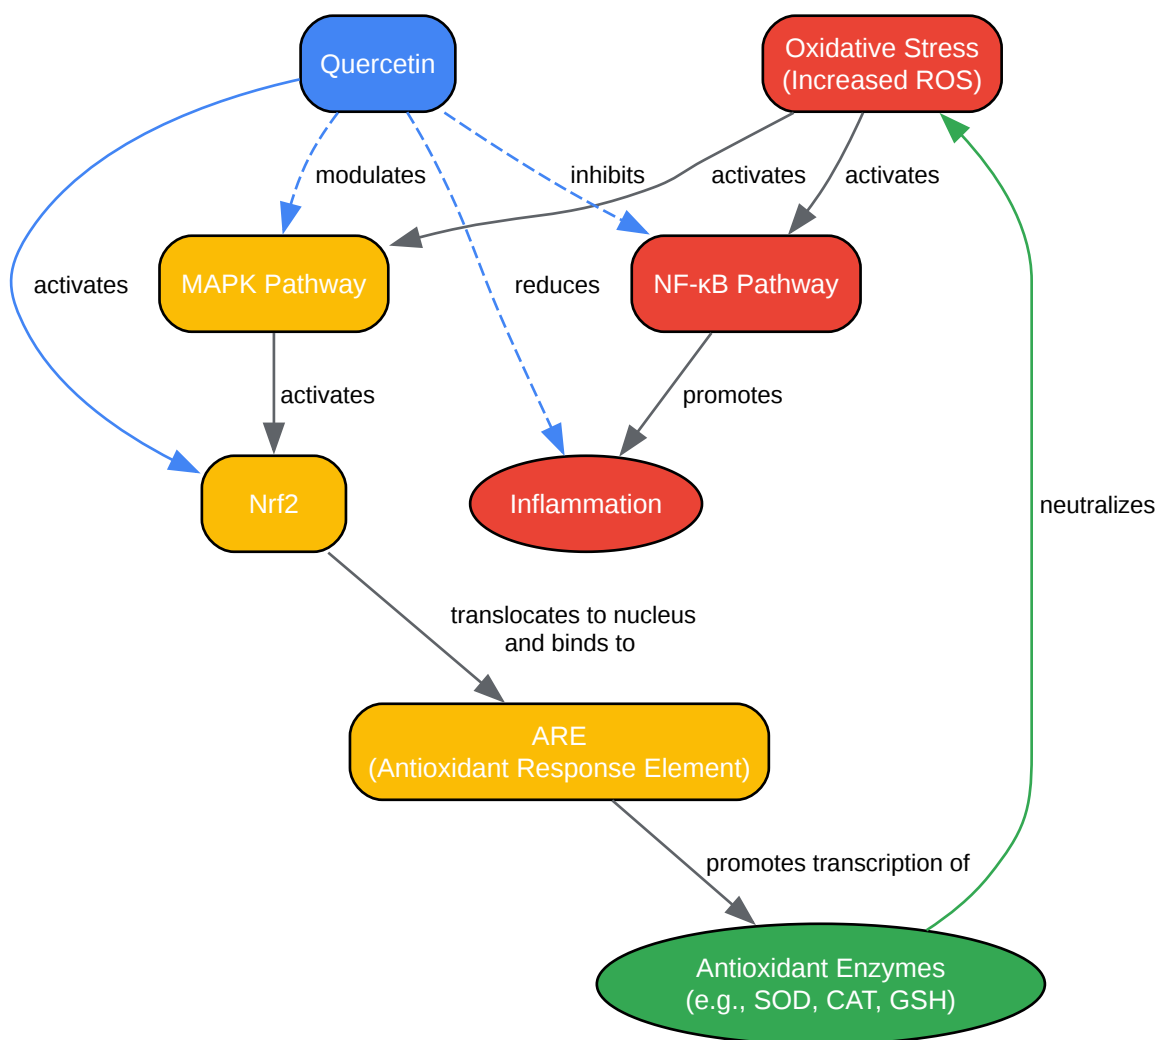 Quercetin
Oxidative Stress
(Increased ROS)
modulates
inhibits
activates
activates
activates
MAPK Pathway
reduces
NF-κB Pathway
activates
promotes
Nrf2
Inflammation
neutralizes
translocates to nucleus
and binds to
ARE
(Antioxidant Response Element)
promotes transcription of
Antioxidant Enzymes
(e.g., SOD, CAT, GSH)